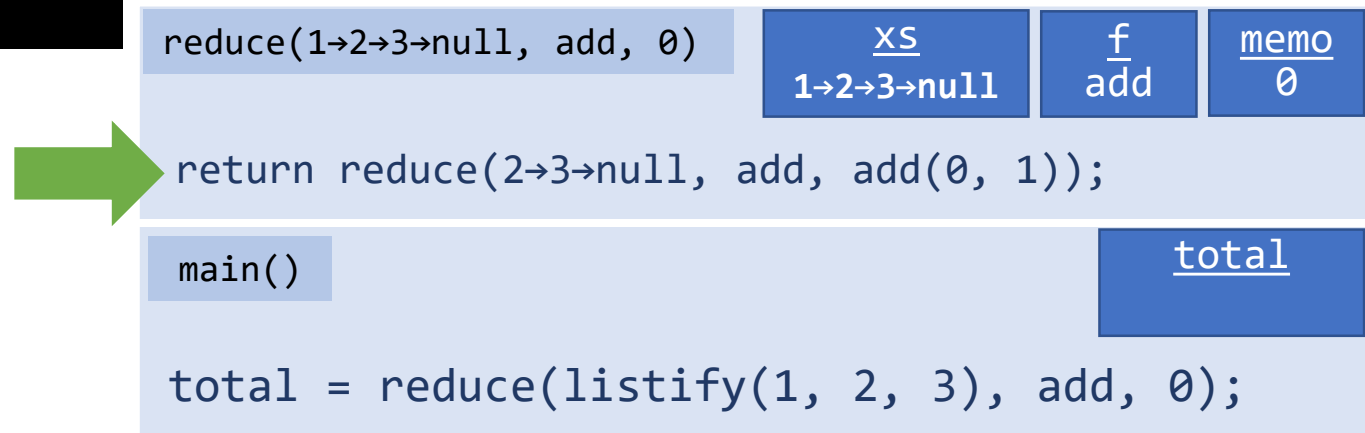 reduce(1→2→3→null, add, 0)
xs
1→2→3→null
f
add
memo
0
return reduce(2→3→null, add, add(0, 1));
main()
total
total = reduce(listify(1, 2, 3), add, 0);